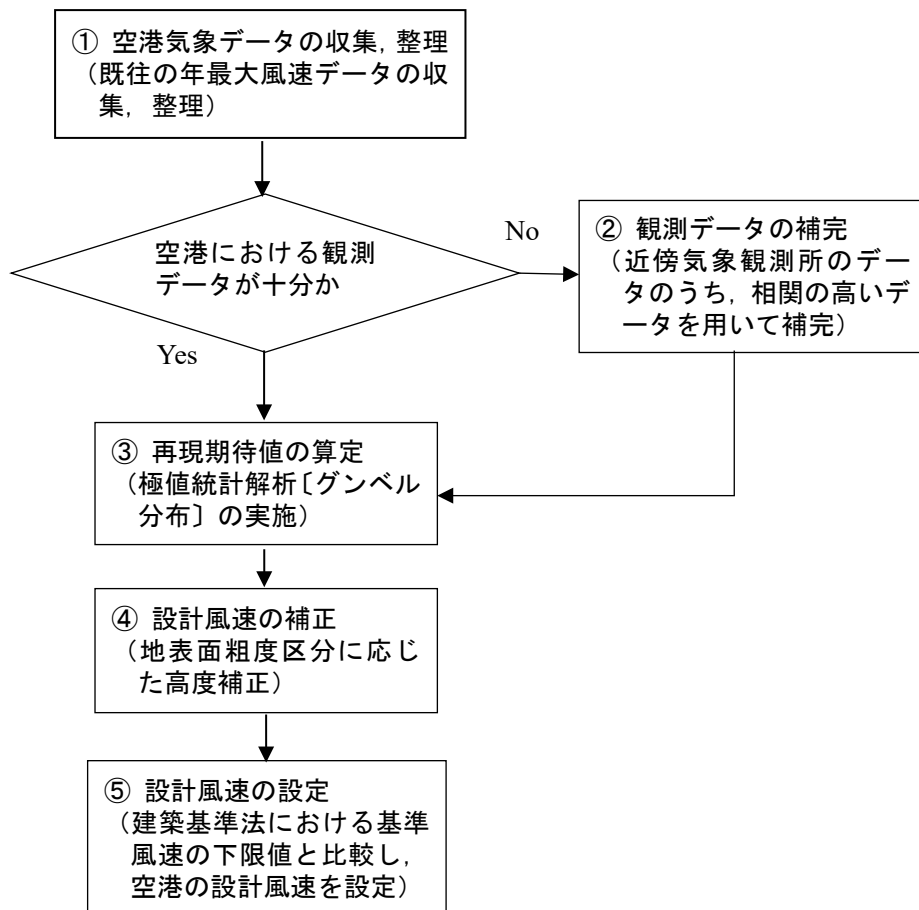 ① 空港気象データの収集，整理
（既往の年最大風速データの収
集，整理）
空港における観測
データが十分か
No
② 観測データの補完
（近傍気象観測所のデー
タのうち，相関の高いデ
ータを用いて補完）
Yes
③ 再現期待値の算定
（極値統計解析〔グンベル
分布〕の実施）
④ 設計風速の補正
（地表面粗度区分に応じ
た高度補正）
⑤ 設計風速の設定
（建築基準法における基準
風速の下限値と比較し，
空港の設計風速を設定）